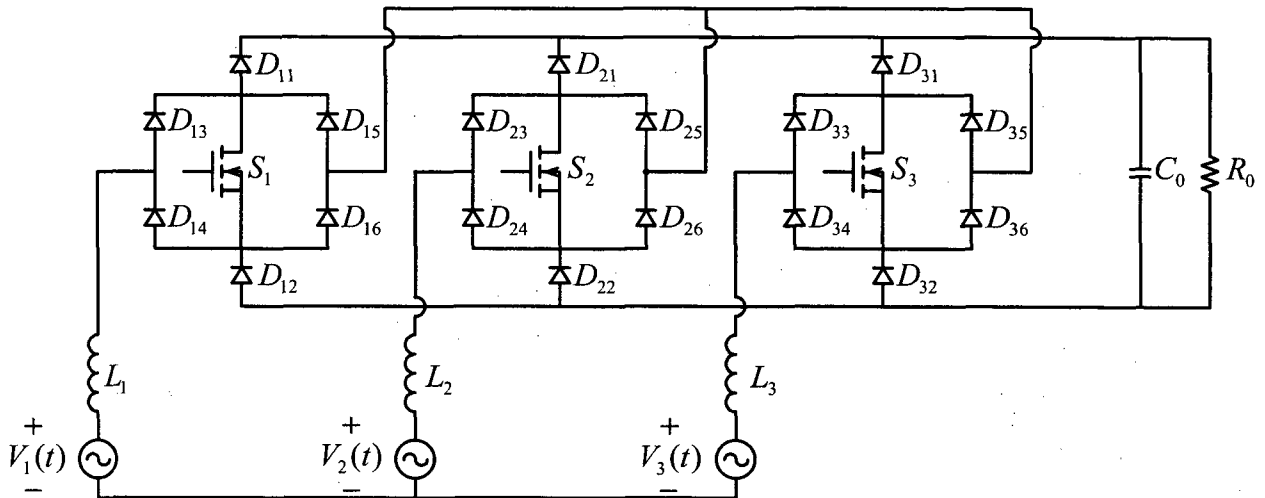 D₁₁ D₂₁ D₃₁
D₁₃ D₁₅ D₂₃ D₂₅ D₃₃ D₃₅
S₁ S₂ S₃ C₀ R₀
D₁₄ D₁₆ D₂₄ D₂₆ D₃₄ D₃₆
D₁₂ D₂₂ D₃₂
L₁ L₂ L₃
+ + +
V₁(t) V₂(t) V₃(t)
− − −